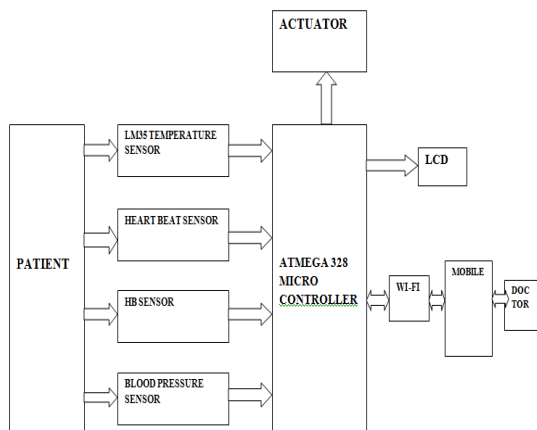 ACTUATOR
LM35 TEMPERATURE
SENSOR
LCD
HEART BEAT SENSOR
PATIENT
ATMEGA 328
MICRO
CONTROLLER
WI-FI
MOBILE
DOC
TOR
HB SENSOR
BLOOD PRESSURE
SENSOR